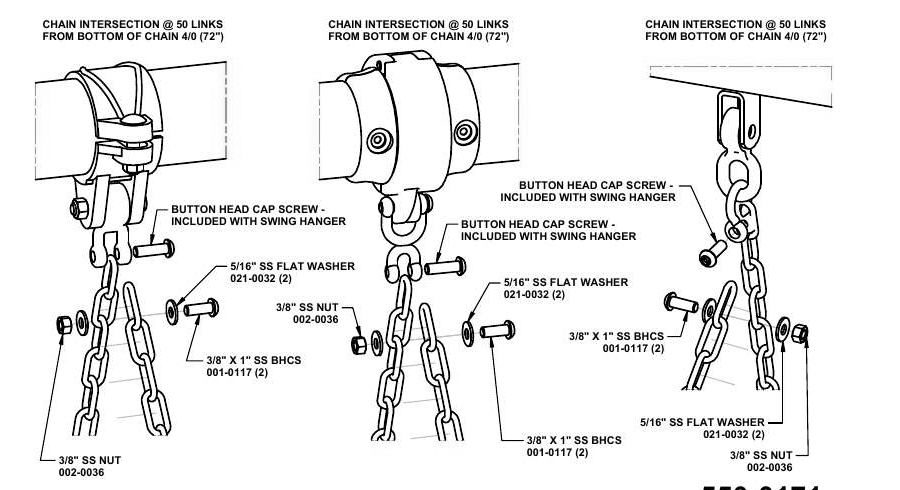 CHAIN INTERSECTION @ 50 LINKS
FROM BOTTOM OF CHAIN 4/0 (72")
BUTTON HEAD CAP SCREW -
INCLUDED WITH SWING HANGER
5/16" SS FLAT WASHER
021-0032 (2)
3/8" X 1" SS BHCS
001-0117 (2)
3/8" SS NUT
002-0036
CHAIN INTERSECTION @ 50 LINKS
FROM BOTTOM OF CHAIN 4/0 (72")
BUTTON HEAD CAP SCREW -
INCLUDED WITH SWING HANGER
5/16" SS FLAT WASHER
021-0032 (2)
3/8" SS NUT
002-0036
3/8" X 1" SS BHCS
001-0117 (2)
CHAIN INTERSECTION @ 50 LINKS
FROM BOTTOM OF CHAIN 4/0 (72")
BUTTON HEAD CAP SCREW -
INCLUDED WITH SWING HANGER
3/8" X 1" SS BHCS
001-0117 (2)
5/16" SS FLAT WASHER
021-0032 (2)
3/8" SS NUT
002-0036